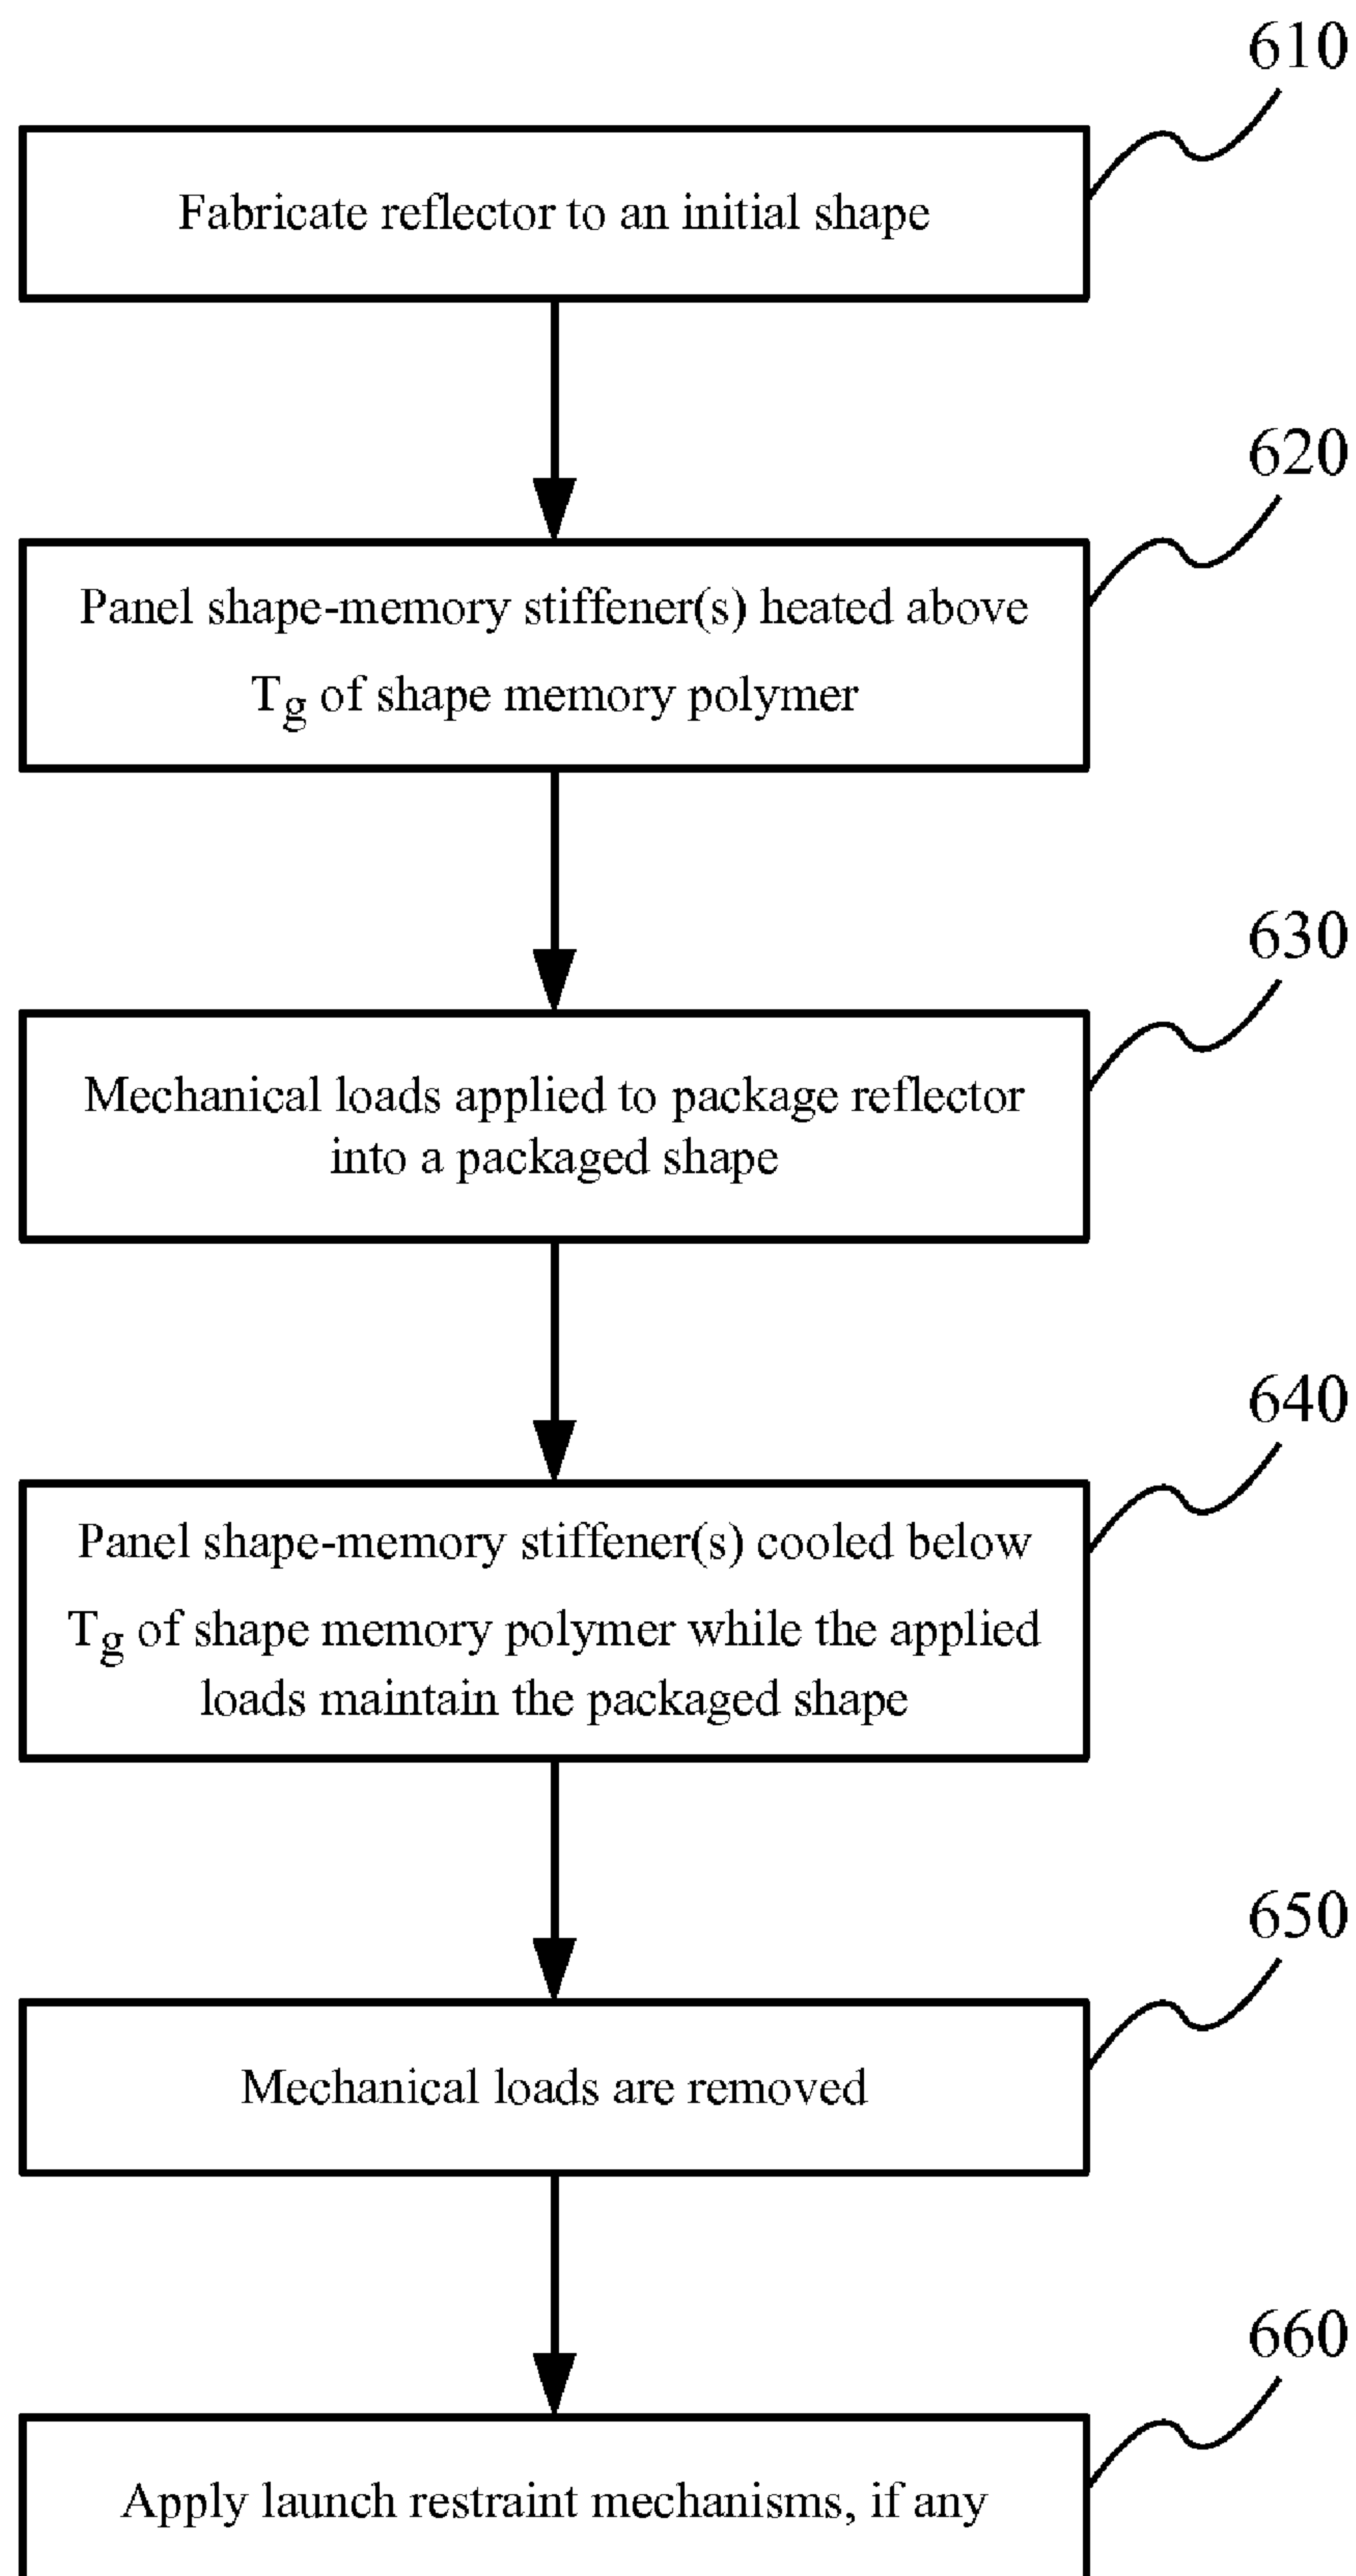 610
Fabricate reflector to an initial shape
620
Panel shape-memory stiffener(s) heated above
Tg of shape memory polymer
630
Mechanical loads applied to package reflector
into a packaged shape
640
Panel shape-memory stiffener(s) cooled below
Tg of shape memory polymer while the applied
loads maintain the packaged shape
650
Mechanical loads are removed
660
Apply launch restraint mechanisms, if any